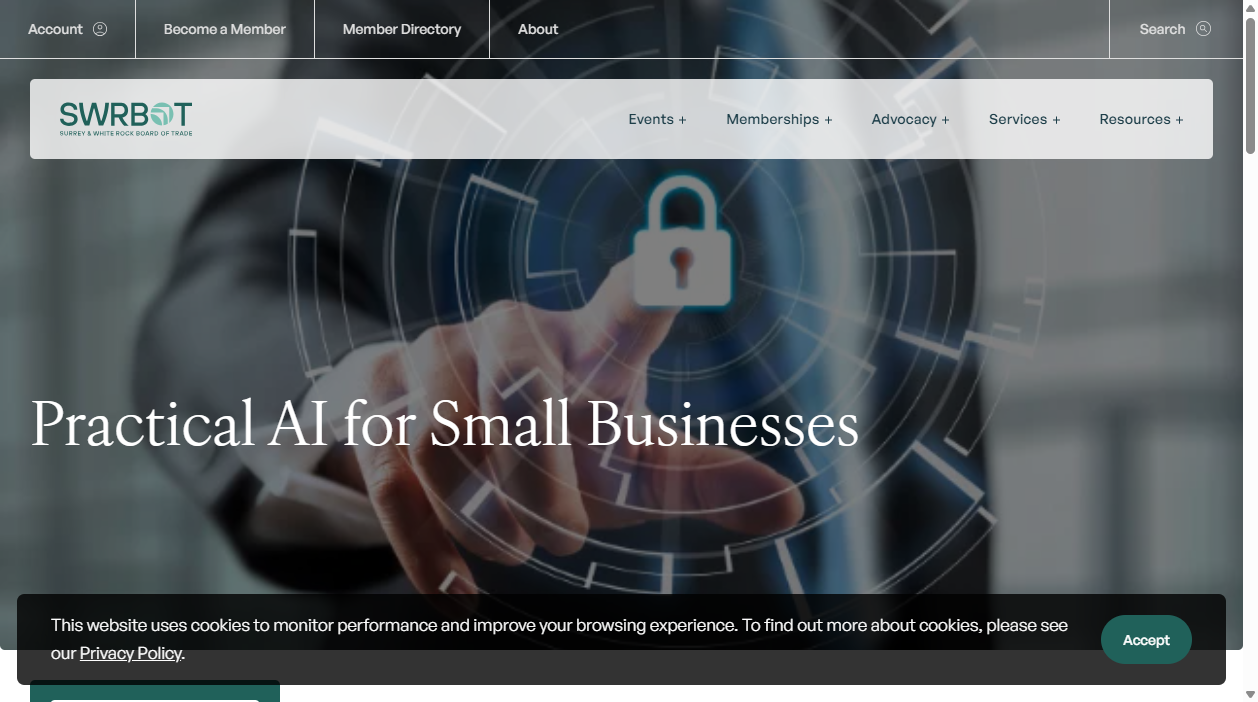 Account
Become a Member
Member Directory
About
Search
SWRBOT
SURREY & WHITE ROCK BOARD OF TRADE
Events +
Memberships +
Advocacy +
Services +
Resources +
Practical AI for Small Businesses
This website uses cookies to monitor performance and improve your browsing experience. To find out more about cookies, please see
our Privacy Policy.
Accept